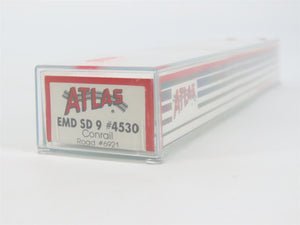 ATLAS
EMD SD 9 #4530
Conrail
Road #6921
ATLAS